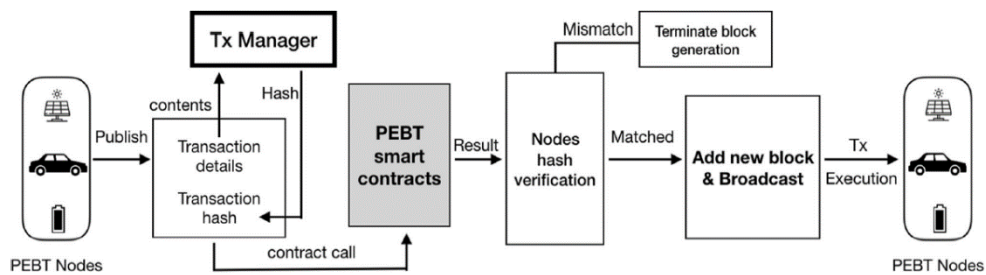 Tx Manager
Mismatch
Terminate block
generation
contents
Hash
Publish
Transaction
details
Transaction
hash
PEBT
smart
contracts
Result
Nodes
hash
verification
Matched
Add new block
& Broadcast
Tx
Execution
contract call
PEBT Nodes
PEBT Nodes